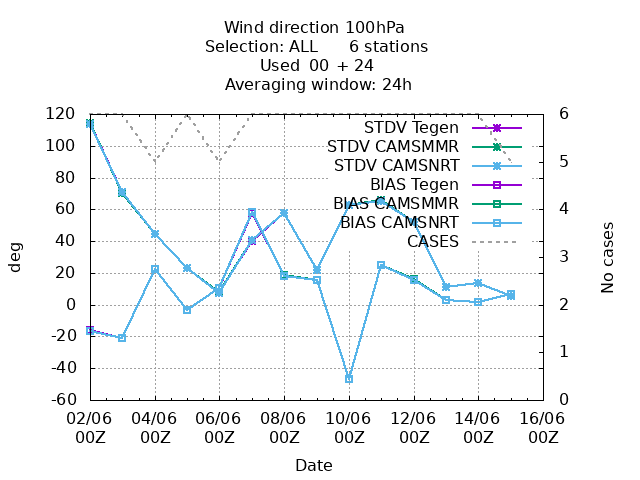 Wind direction 100hPa
Selection: ALL 6 stations
Used 00 + 24
Averaging window: 24h
120
100
80
60
40
20
0
-20
-40
-60
deg
6
5
4
3
2
1
0
No cases
STDV Tegen
STDV CAMSMMR
STDV CAMSNRT
BIAS Tegen
BIAS CAMSMMR
BIAS CAMSNRT
CASES
02/06 04/06 06/06 08/06 10/06 12/06 14/06 16/06
00Z 00Z 00Z 00Z 00Z 00Z 00Z 00Z
Date